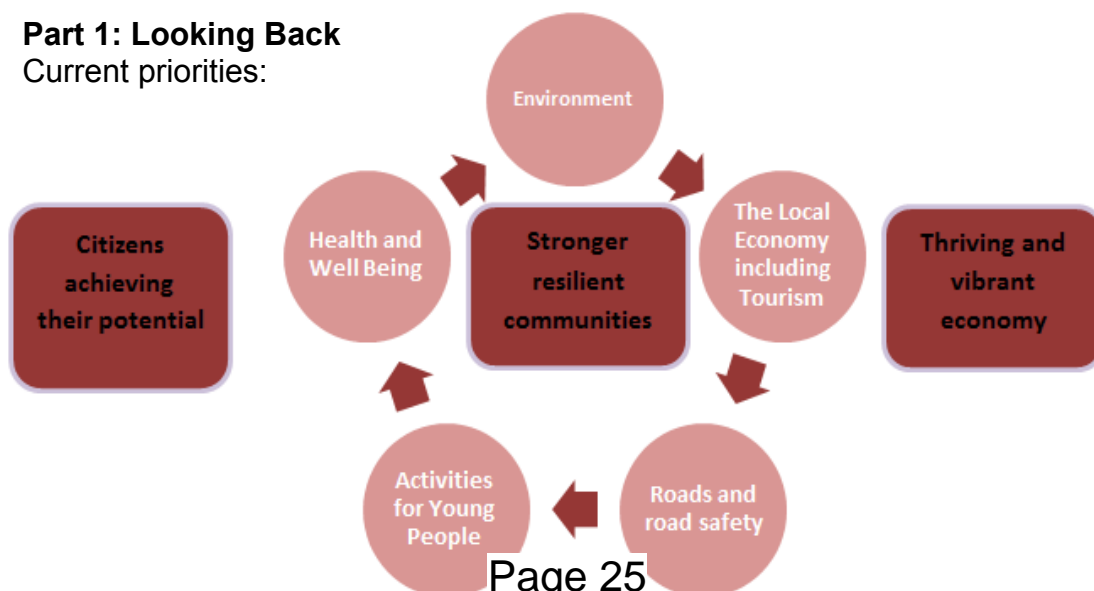 Part 1: Looking Back
Current priorities:
Environment
Citizens
achieving
their potential
Health and
Well Being
Stronger
resilient
communities
The Local
Economy
including
Tourism
Thriving and
vibrant
economy
Activities
for Young
People
Roads and
road safety
Page 25